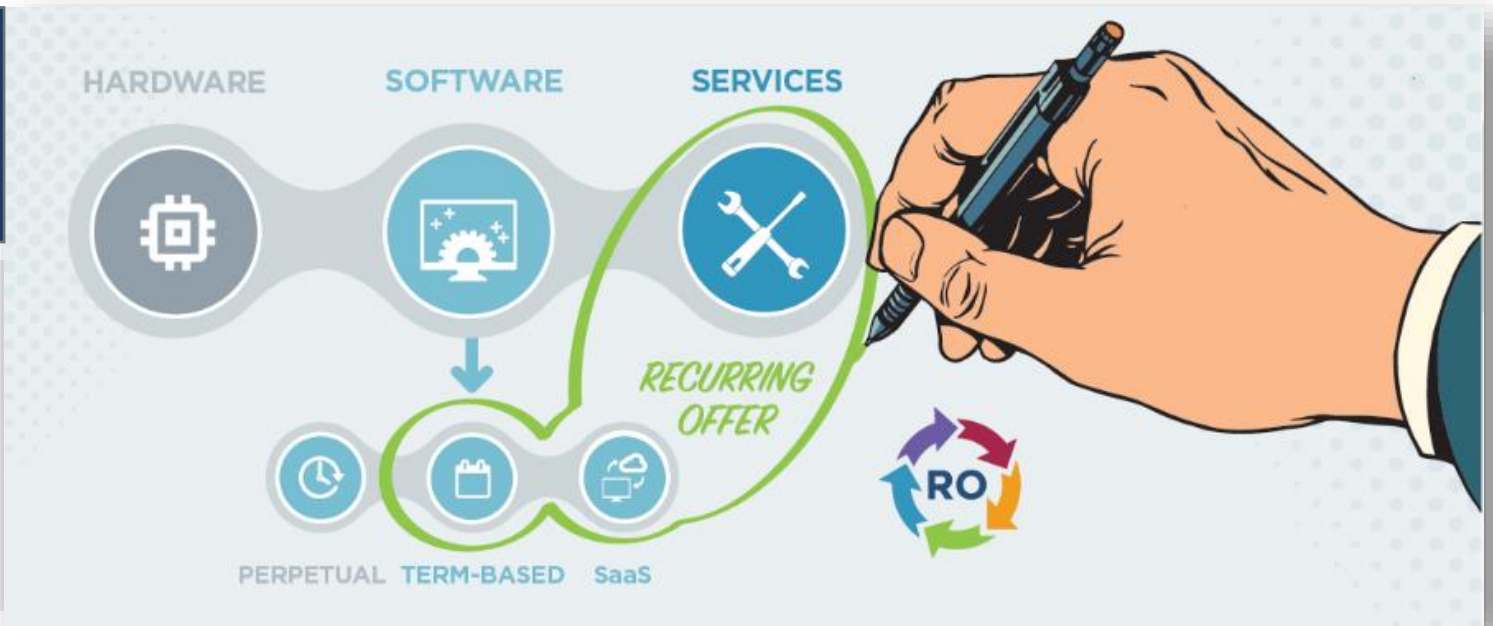 HARDWARE SOFTWARE SERVICES
RECURRING
OFFER
RO
PERPETUAL TERM-BASED SaaS